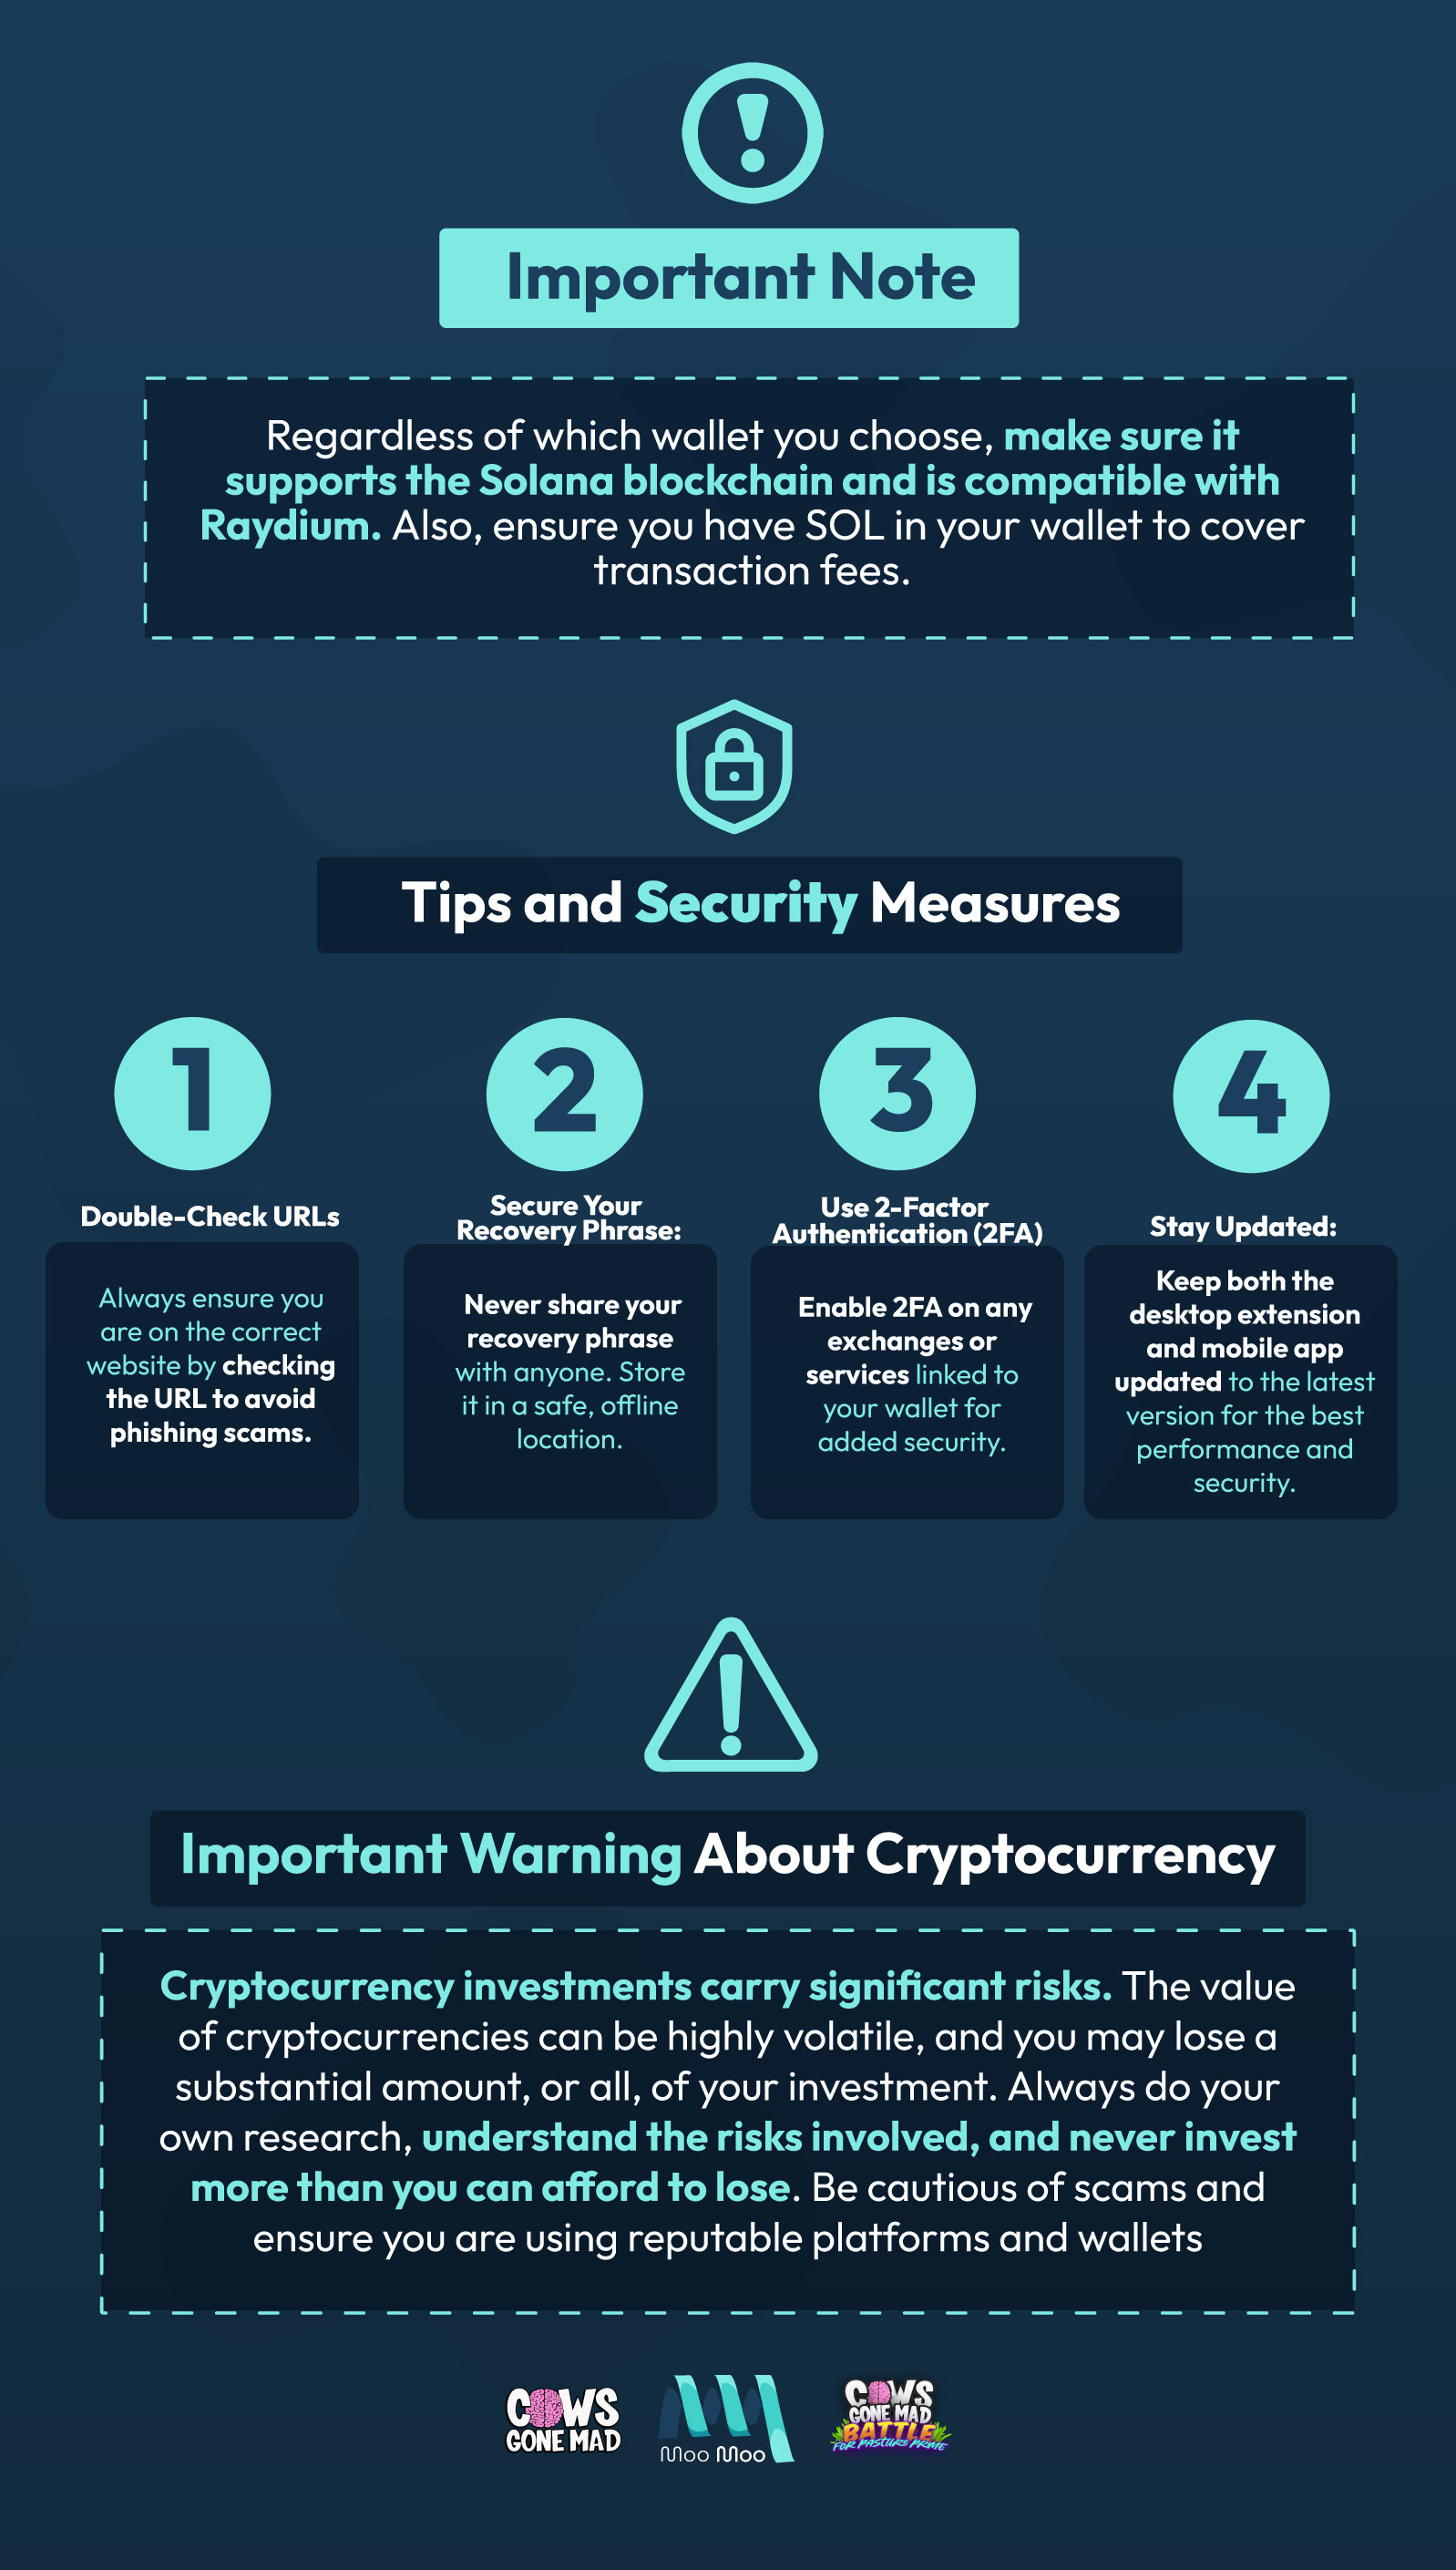 Important Note
Regardless of which wallet you choose, make sure it
supports the Solana blockchain and is compatible with
Raydium. Also, ensure you have SOL in your wallet to cover
transaction fees.
Tips and Security Measures
1
Double-Check URLs
Always ensure you
are on the correct
website by checking
the URL to avoid
phishing scams.
2
Secure Your
Recovery Phrase:
Never share your
recovery phrase
with anyone. Store
it in a safe, offline
location.
3
Use 2-Factor
Authentication (2FA)
Enable 2FA on any
exchanges or
services linked to
your wallet for
added security.
4
Stay Updated:
Keep both the
desktop extension
and mobile app
updated to the latest
version for the best
performance and
security.
Important Warning About Cryptocurrency
Cryptocurrency investments carry significant risks. The value
of cryptocurrencies can be highly volatile, and you may lose a
substantial amount, or all, of your investment. Always do your
own research, understand the risks involved, and never invest
more than you can afford to lose. Be cautious of scams and
ensure you are using reputable platforms and wallets
COWS
GONE MAD
Moo Moo
COWS
GONE MAD
BATTLE
FOR PASTURE PRIME